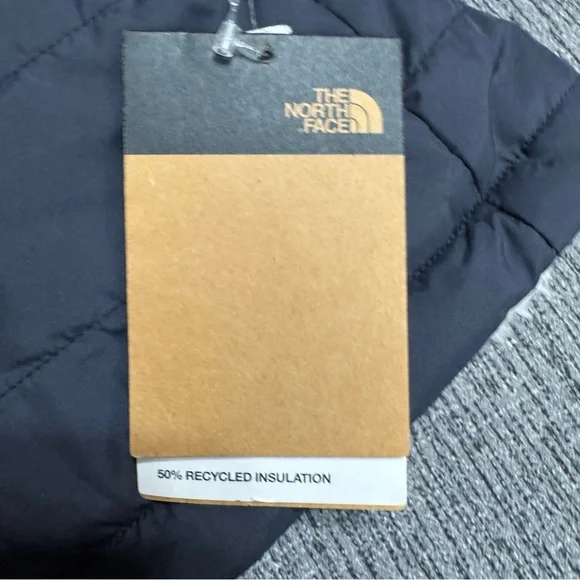 THE
NORTH
FACE
50% RECYCLED INSULATION